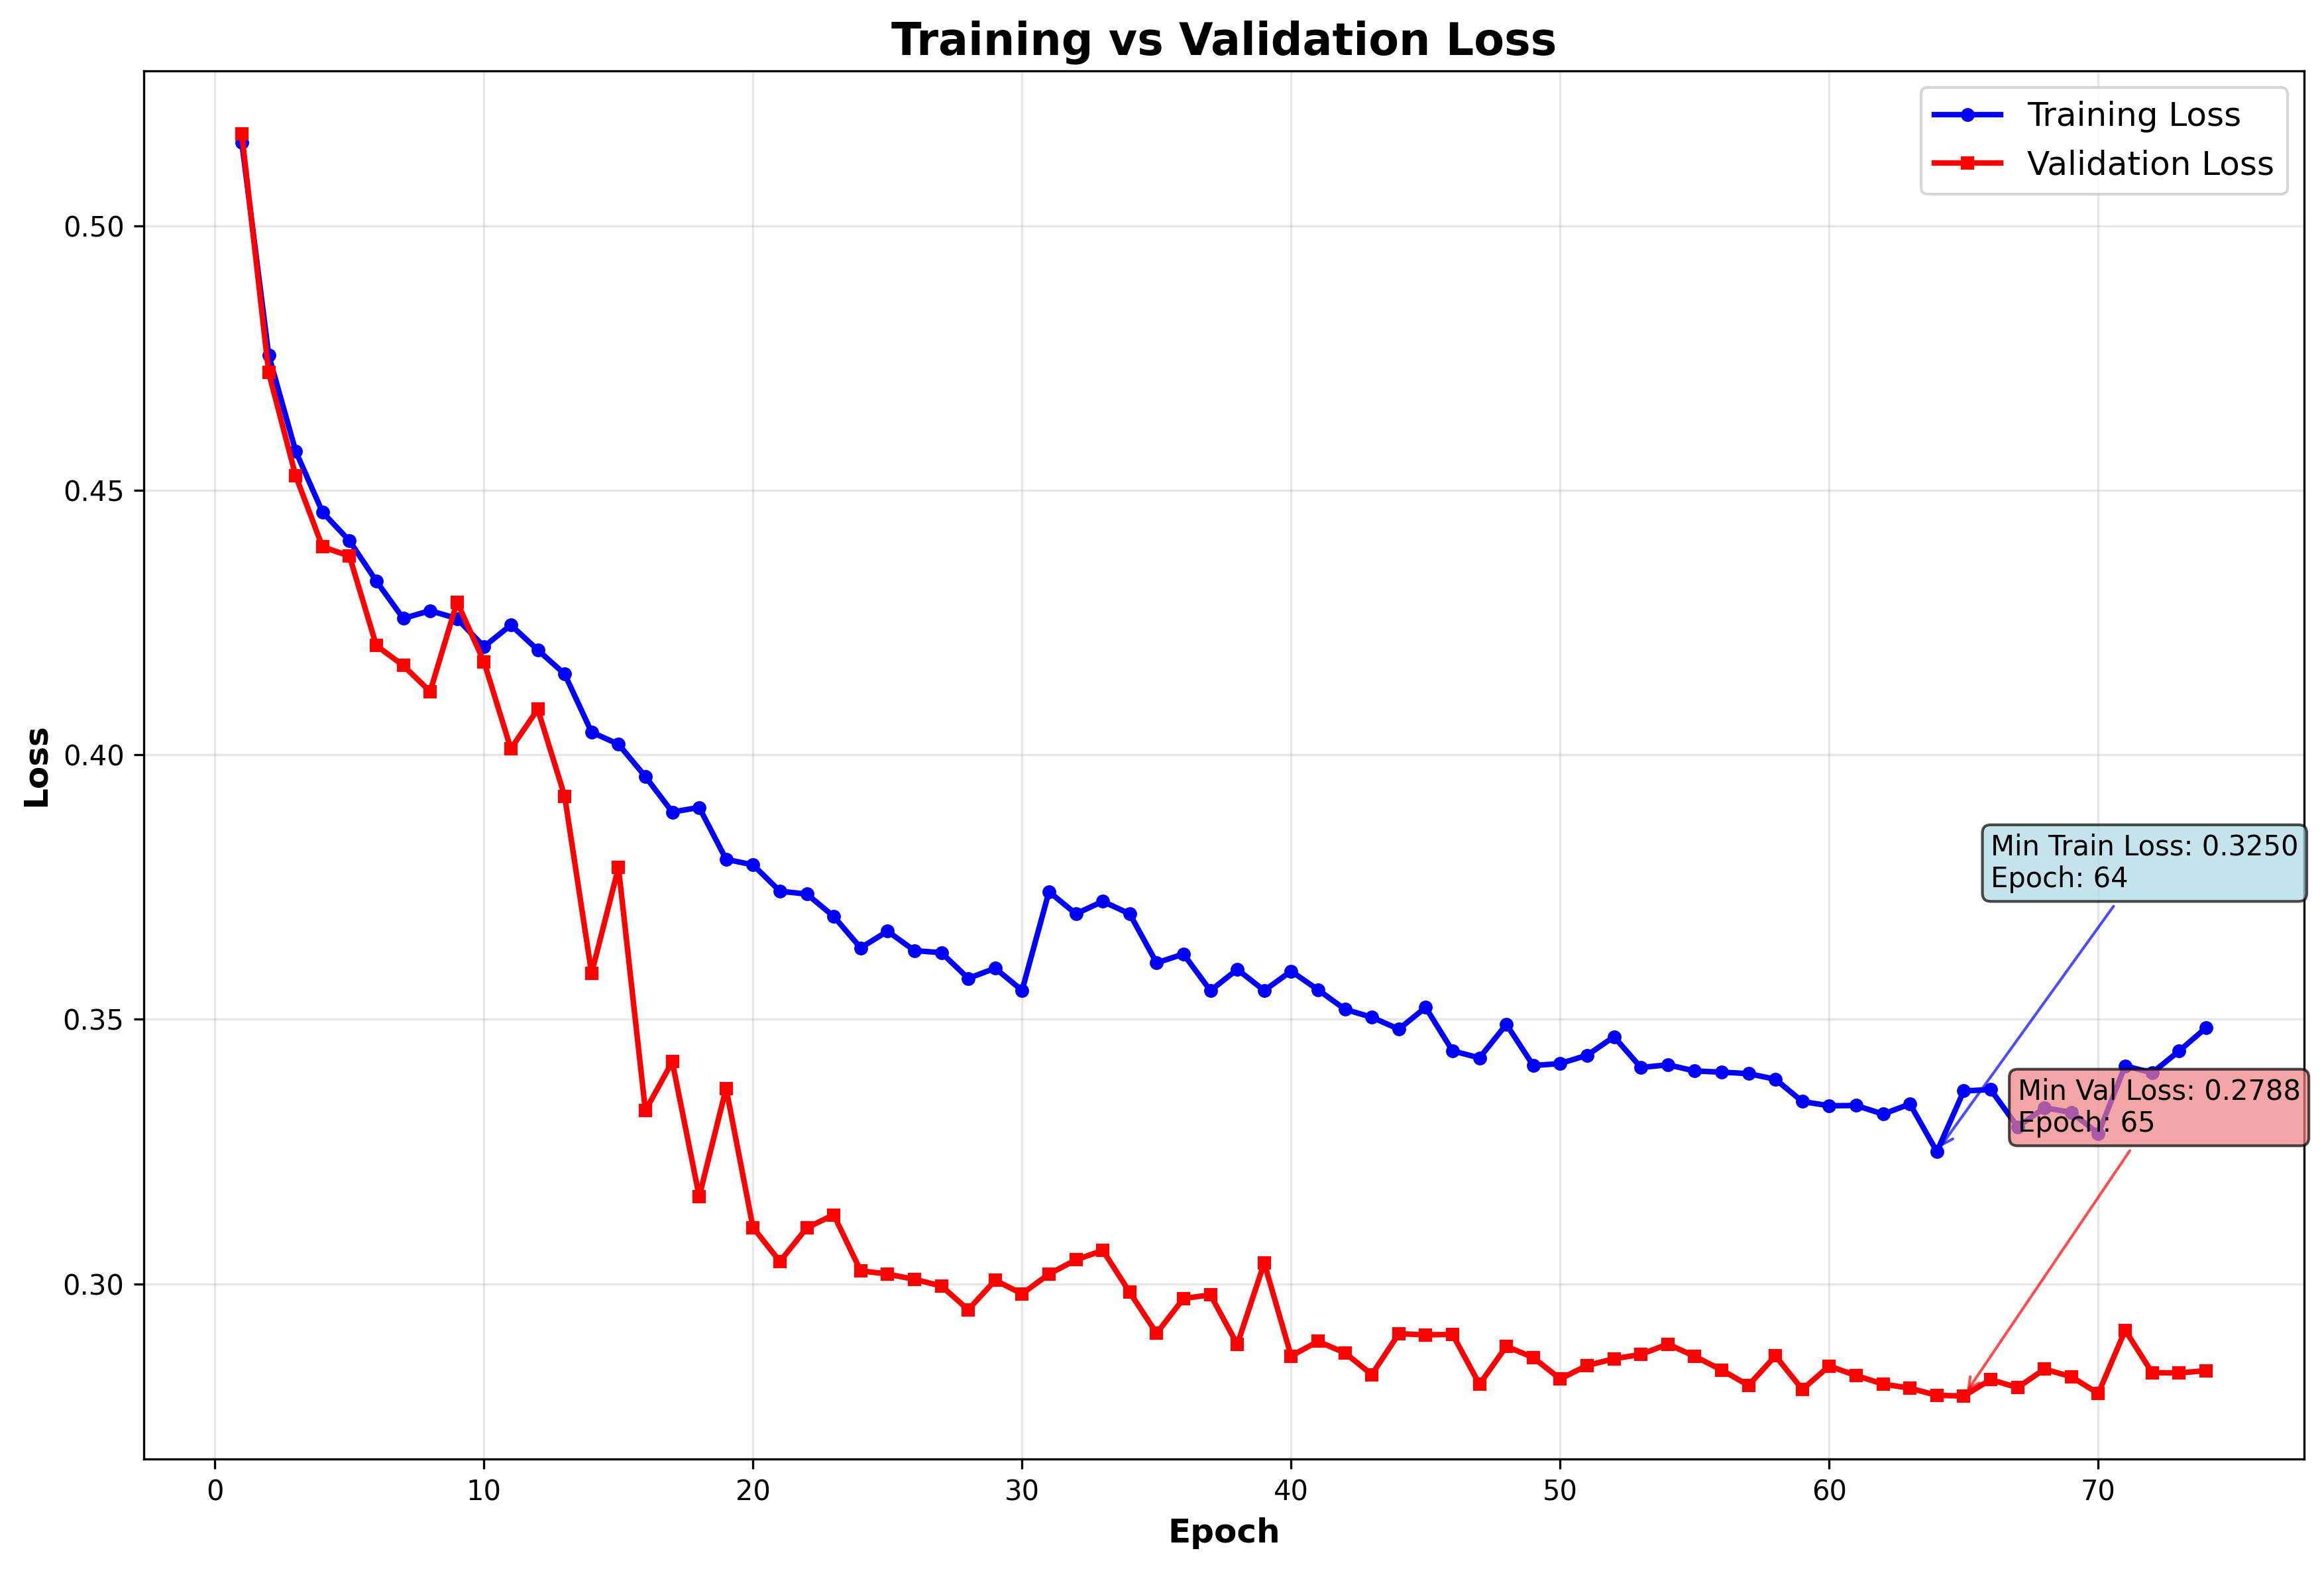 Training vs Validation Loss
Training Loss
Validation Loss
0.50
0.45
0.40
0.35
0.30
Loss
Min Train Loss: 0.3250
Epoch: 64
Min Val Loss: 0.2788
Epoch: 65
0 10 20 30 40 50 60 70
Epoch